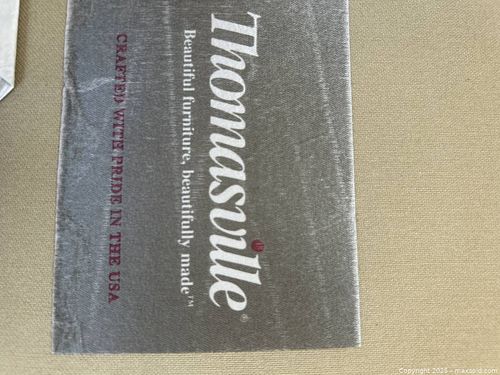 Thomasville®
Beautiful furniture, beautifully made™
CRAFTED WITH PRIDE IN THE USA
Copyright 2025 - maxsold.com